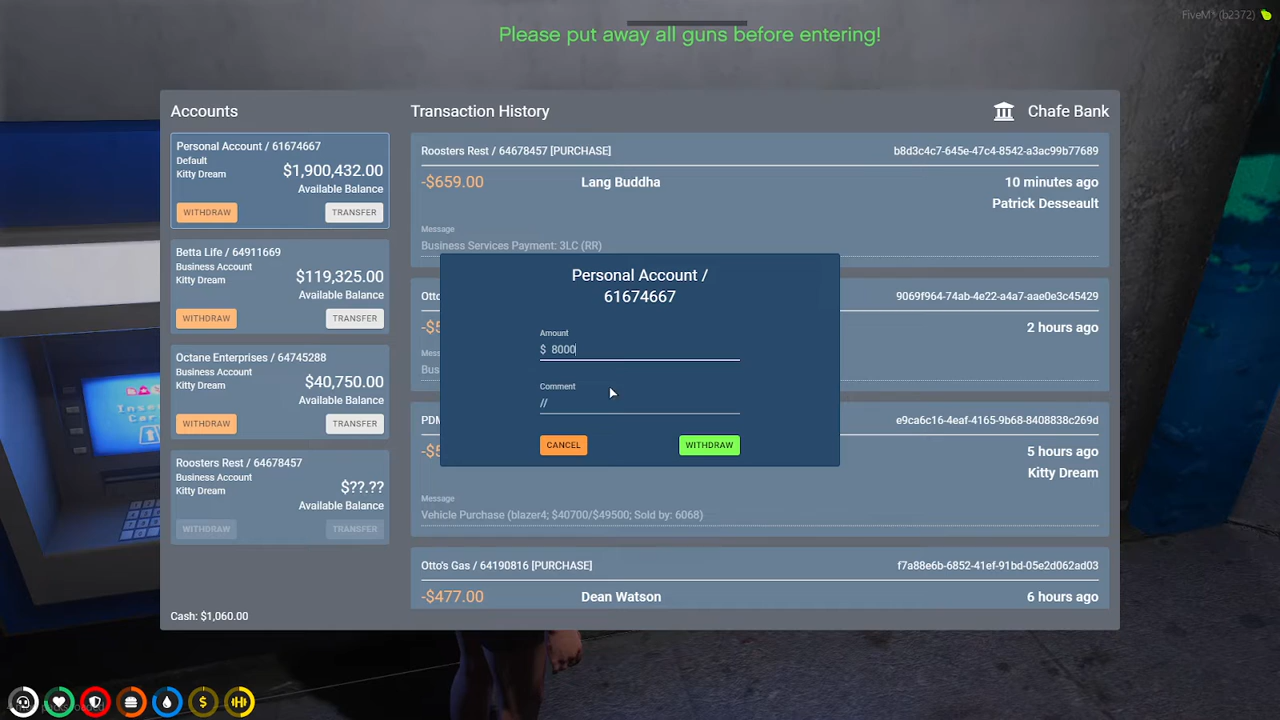 FiveM* (b2372)
Please put away all guns before entering!
Accounts
Personal Account / 61674667
Default
Kitty Dream
$1,900,432.00
Available Balance
WITHDRAW
TRANSFER
Betta Life / 64911669
Business Account
Kitty Dream
$119,325.00
Available Balance
WITHDRAW
TRANSFER
Octane Enterprises / 64745288
Business Account
Kitty Dream
$40,750.00
Available Balance
WITHDRAW
TRANSFER
Roosters Rest / 64678457
Business Account
Kitty Dream
$??.??
Available Balance
WITHDRAW
TRANSFER
Cash: $1,060.00
Transaction History
Chafe Bank
Roosters Rest / 64678457 [PURCHASE]
b8d3c4c7-645e-47c4-8542-a3ac99b77689
-$659.00
Lang Buddha
10 minutes ago
Patrick Desseault
Message
Business Services Payment: 3LC (RR)
9069f964-74ab-4e22-a4a7-aae0e3c45429
2 hours ago
e9ca6c16-4eaf-4165-9b68-8408838c269d
5 hours ago
Kitty Dream
Message
Vehicle Purchase (blazer4; $40700/$49500; Sold by: 6068)
Otto's Gas / 64190816 [PURCHASE]
f7a88e6b-6852-41ef-91bd-05e2d062ad03
-$477.00
Dean Watson
6 hours ago
Personal Account /
61674667
Amount
$ 8000
Comment
//
CANCEL
WITHDRAW